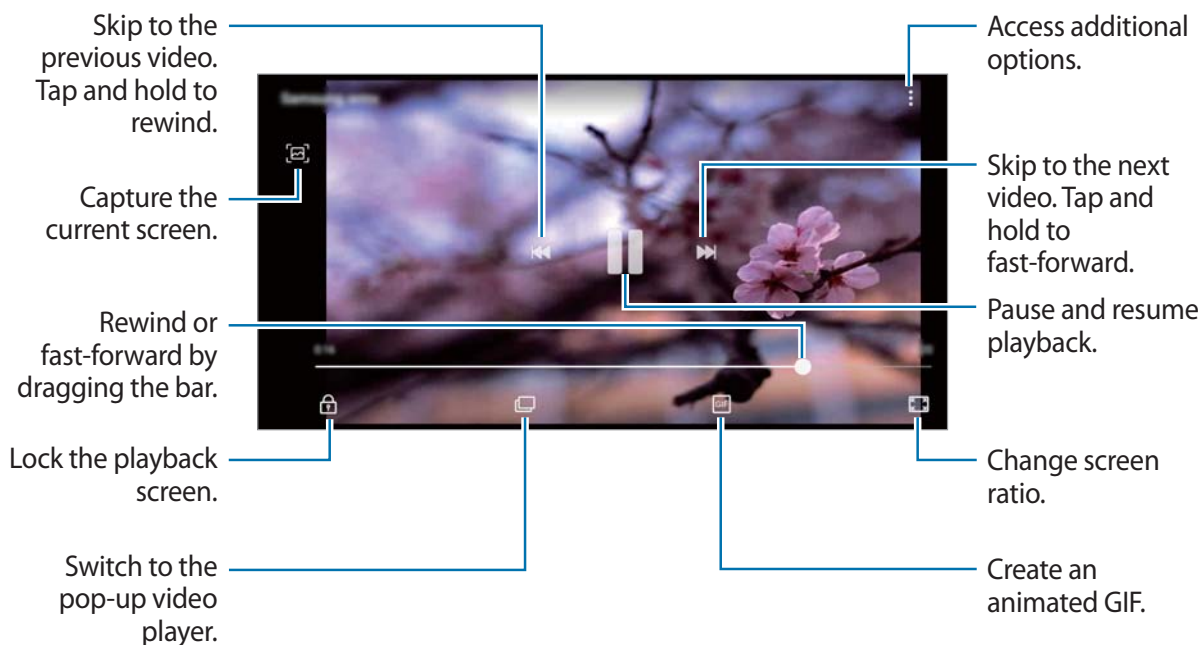 Skip to the
previous video.
Tap and hold to
rewind.
Capture the
current screen.
Rewind or
fast-forward by
dragging the bar.
Lock the playback
screen.
Switch to the
pop-up video
player.
Access additional
options.
Skip to the next
video. Tap and
hold to
fast-forward.
Pause and resume
playback.
Change screen
ratio.
Create an
animated GIF.
GIF